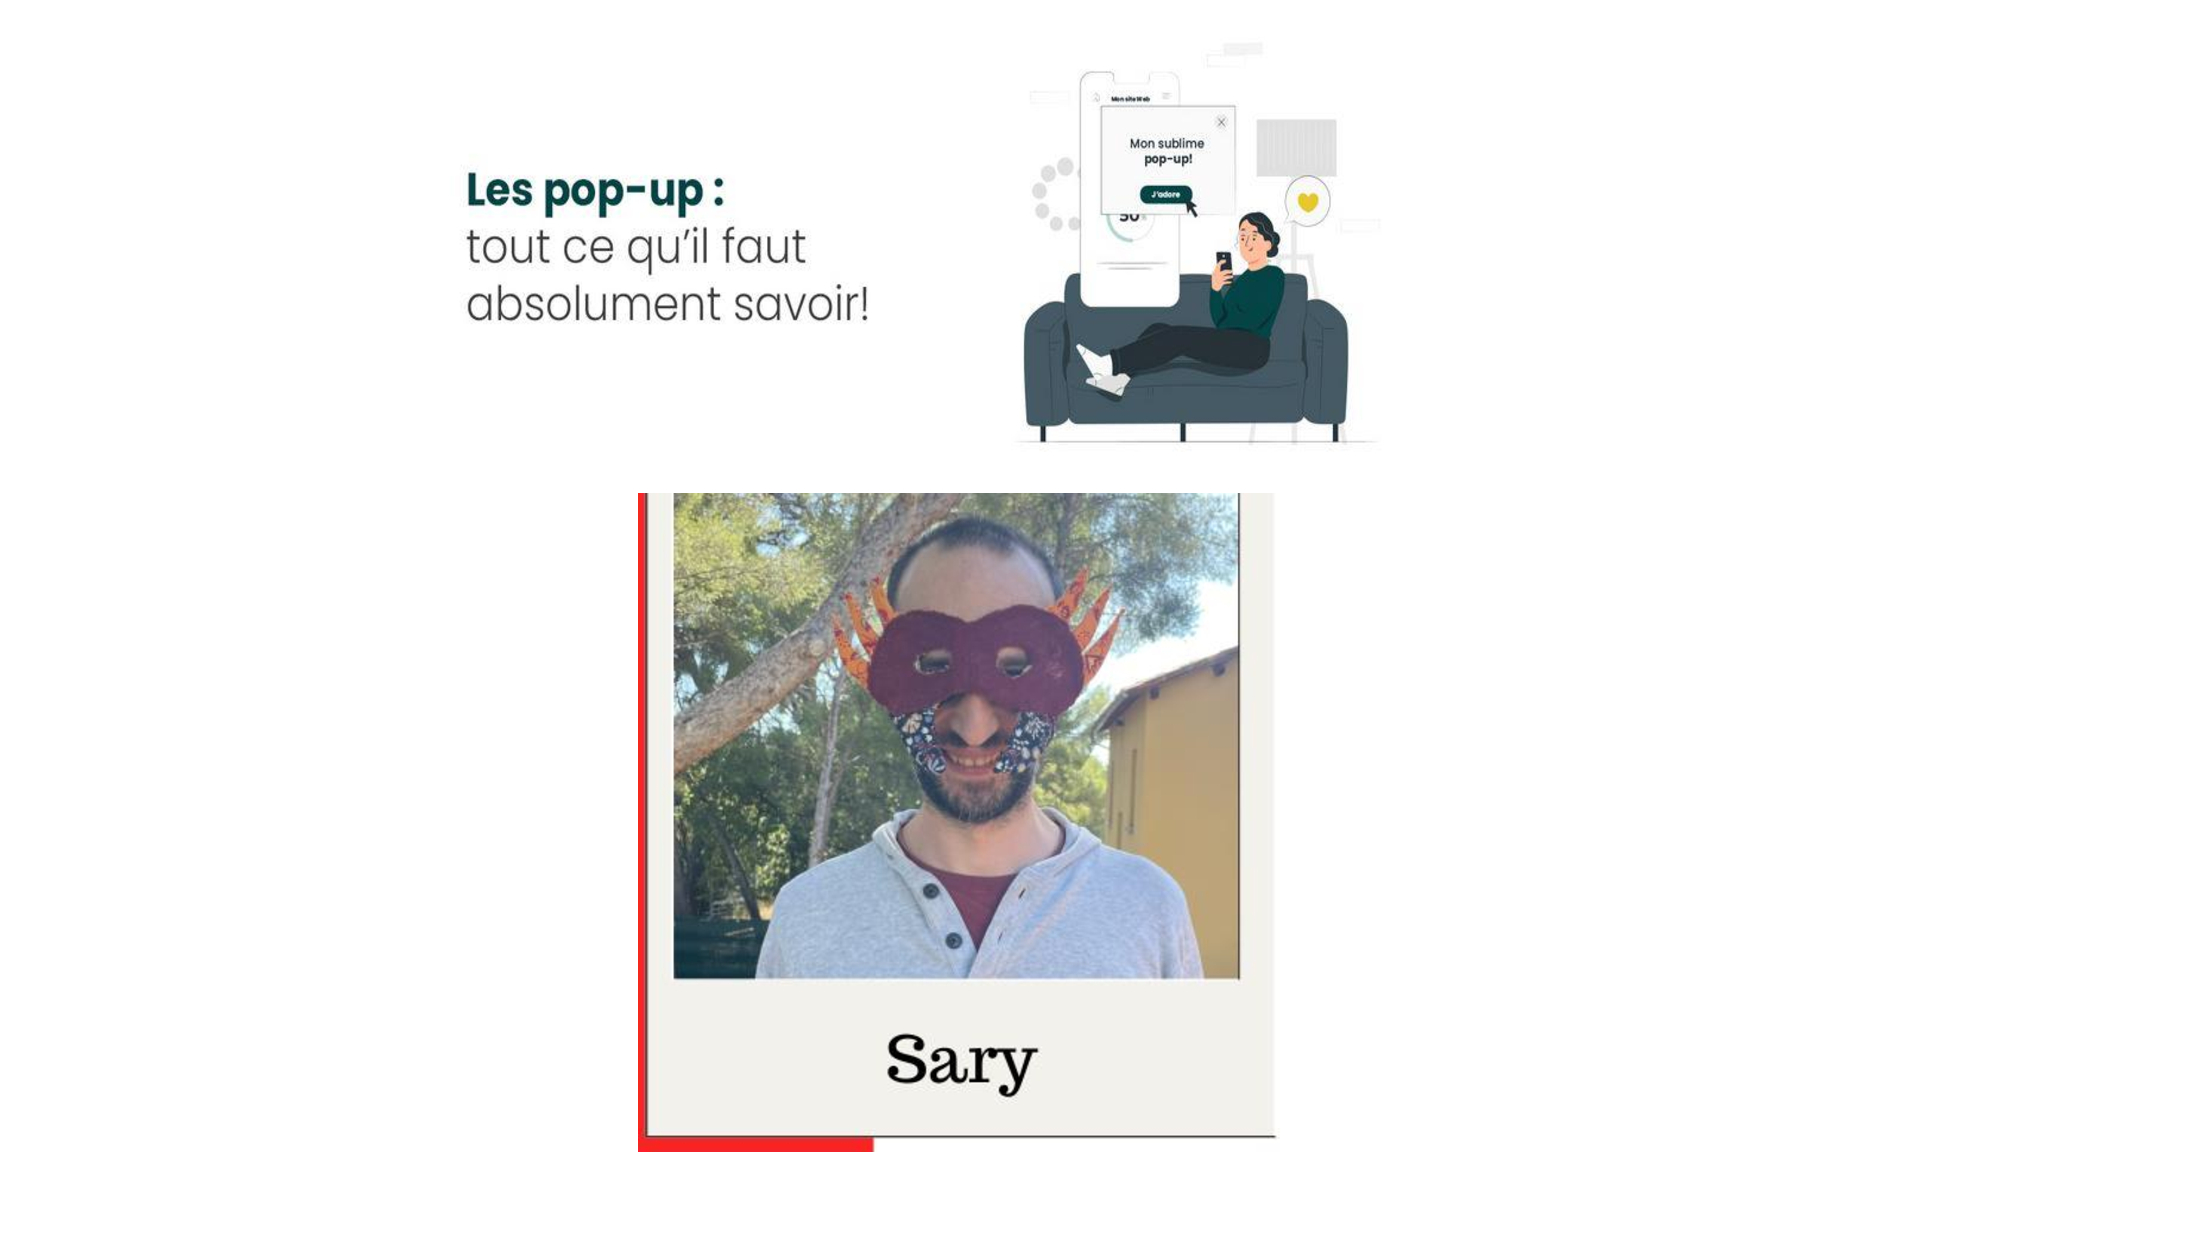 Les pop-up :
tout ce qu'il faut
absolument savoir!
Mon site Web
Mon sublime
pop-up!
J'adore
50
Sary